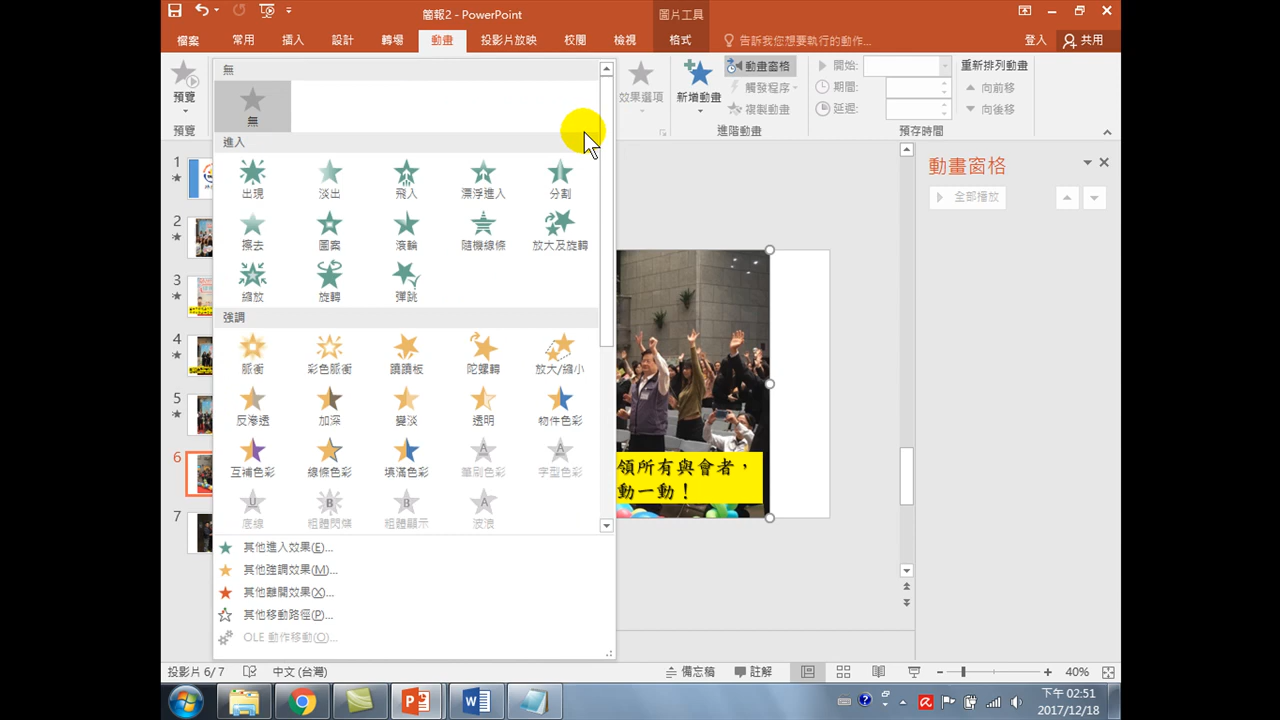 簡報2 - PowerPoint
圖片工具
檔案 常用 插入 設計 轉場 動畫 投影片放映 校閱 檢視 格式 告訴我您想要執行的動作... 登入 共用
預覽
預覽
效果選項
新增動畫
動畫窗格
觸發程序
複製動畫
進階動畫
開始:
期間:
延遲:
重新排列動畫
向前移
向後移
預存時間
無
無
進入
出現 淡出 飛入 漂浮進入 分割
擦去 圖案 滾輪 隨機線條 放大及旋轉
縮放 旋轉 彈跳
強調
脈衝 彩色脈衝 蹺蹺板 陀螺轉 放大/縮小
反滲透 加深 變淡 透明 物件色彩
互補色彩 線條色彩 填滿色彩 筆刷色彩 字型色彩
底線 粗體閃爍 粗體顯示 波浪
其他進入效果(E)...
其他強調效果(M)...
其他離開效果(X)...
其他移動路徑(P)...
OLE 動作移動(O)...
1
2
3
4
5
6
7
領所有與會者，
動一動！
動畫窗格
全部播放
投影片 6/7 中文 (台灣) 備忘稿 註解 40%
下午 02:51
2017/12/18